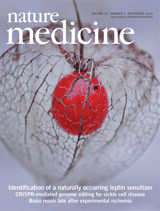 nature
medicine
Identification of a naturally occurring leptin sensitizer
CRISPR-mediated genome editing for sickle cell disease
Brain repair late after experimental ischemia